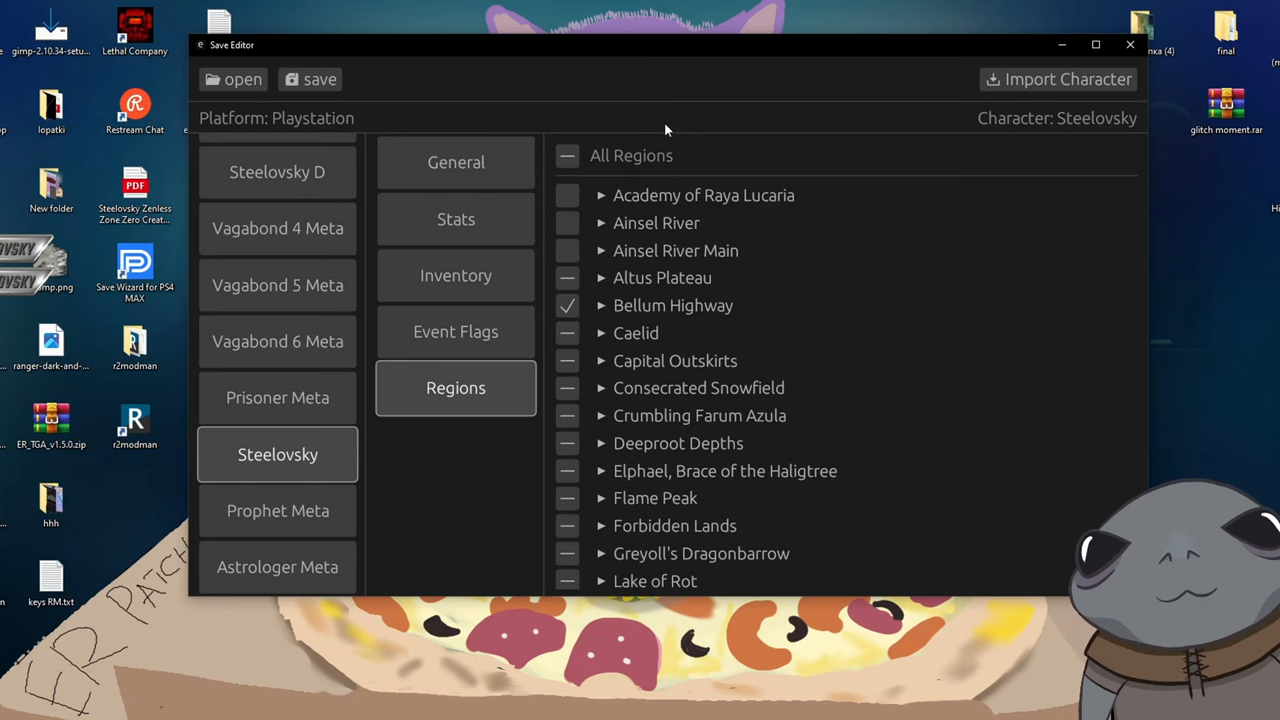 gimp-2.10.34-setu...
Lethal Company
Save Editor
open
save
Import Character
Platform: Playstation
Character: Steelovsky
lopatki
Restream Chat
New folder
PDF
Steelovsky Zenless
Zone Zero Creat...
Save Wizard for PS4
MAX
ranger-dark-and-...
r2modman
ER_TGA_v1.5.0.zip
r2modman
hhh
keys RM.txt
final
glitch moment.rar
Steelovsky D
Vagabond 4 Meta
Vagabond 5 Meta
Vagabond 6 Meta
Prisoner Meta
Steelovsky
Prophet Meta
Astrologer Meta
General
Stats
Inventory
Event Flags
Regions
All Regions
Academy of Raya Lucaria
Ainsel River
Ainsel River Main
Altus Plateau
Bellum Highway
Caelid
Capital Outskirts
Consecrated Snowfield
Crumbling Farum Azula
Deeproot Depths
Elphael, Brace of the Haligtree
Flame Peak
Forbidden Lands
Greyoll's Dragonbarrow
Lake of Rot
ER PATCH